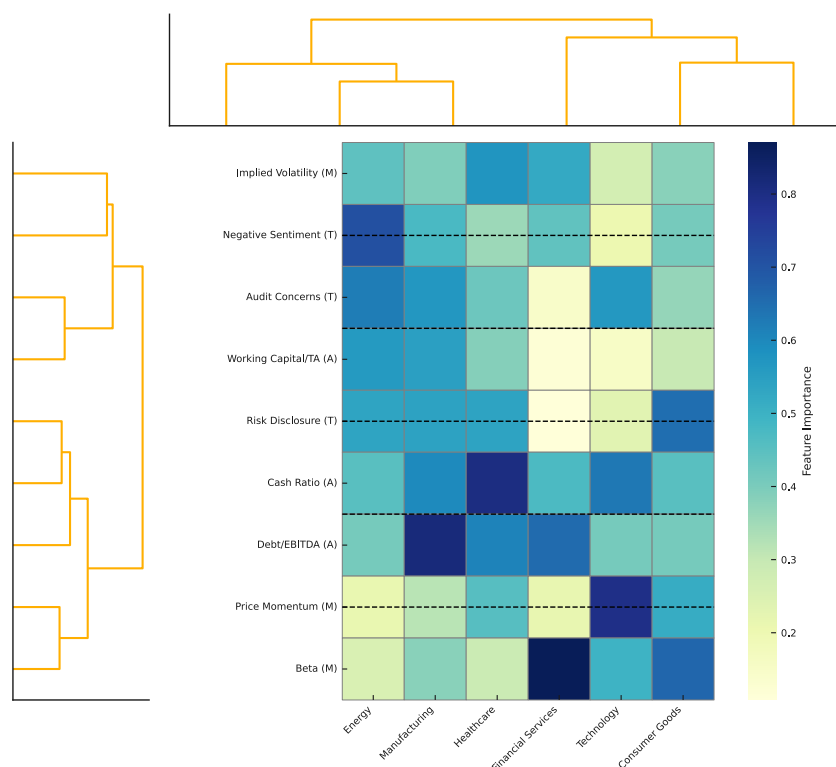 Implied Volatility (M)
Negative Sentiment (T)
Audit Concerns (T)
Working Capital/TA (A)
Risk Disclosure (T)
Cash Ratio (A)
Debt/EBITDA (A)
Price Momentum (M)
Beta (M)
Energy
Manufacturing
Healthcare
Financial Services
Technology
Consumer Goods
0.8
0.7
0.6
0.5
0.4
0.3
0.2
Feature Importance